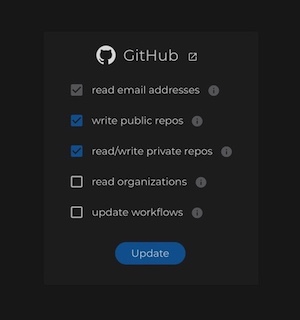 GitHub
read email addresses
write public repos
read/write private repos
read organizations
update workflows
Update